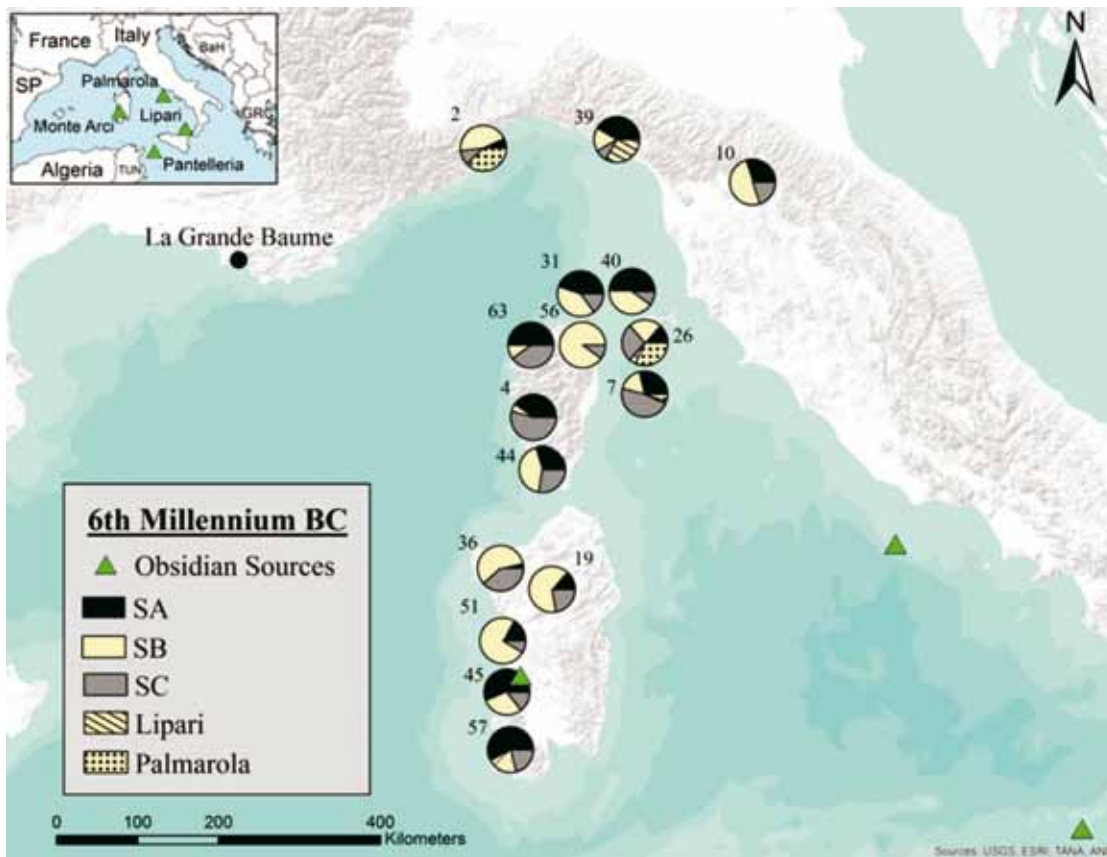 France
Italy
BaH
SP
Palmarola
Monte Arci
Lipari
GRC
Algeria
TUN
Pantelleria
N
2
39
10
La Grande Baume
31
40
63
56
26
4
7
44
36
19
51
45
57
6th Millennium BC
Obsidian Sources
SA
SB
SC
Lipari
Palmarola
0 100 200 400
Kilometers
Sources: USGS, ESRI, TANA, AN